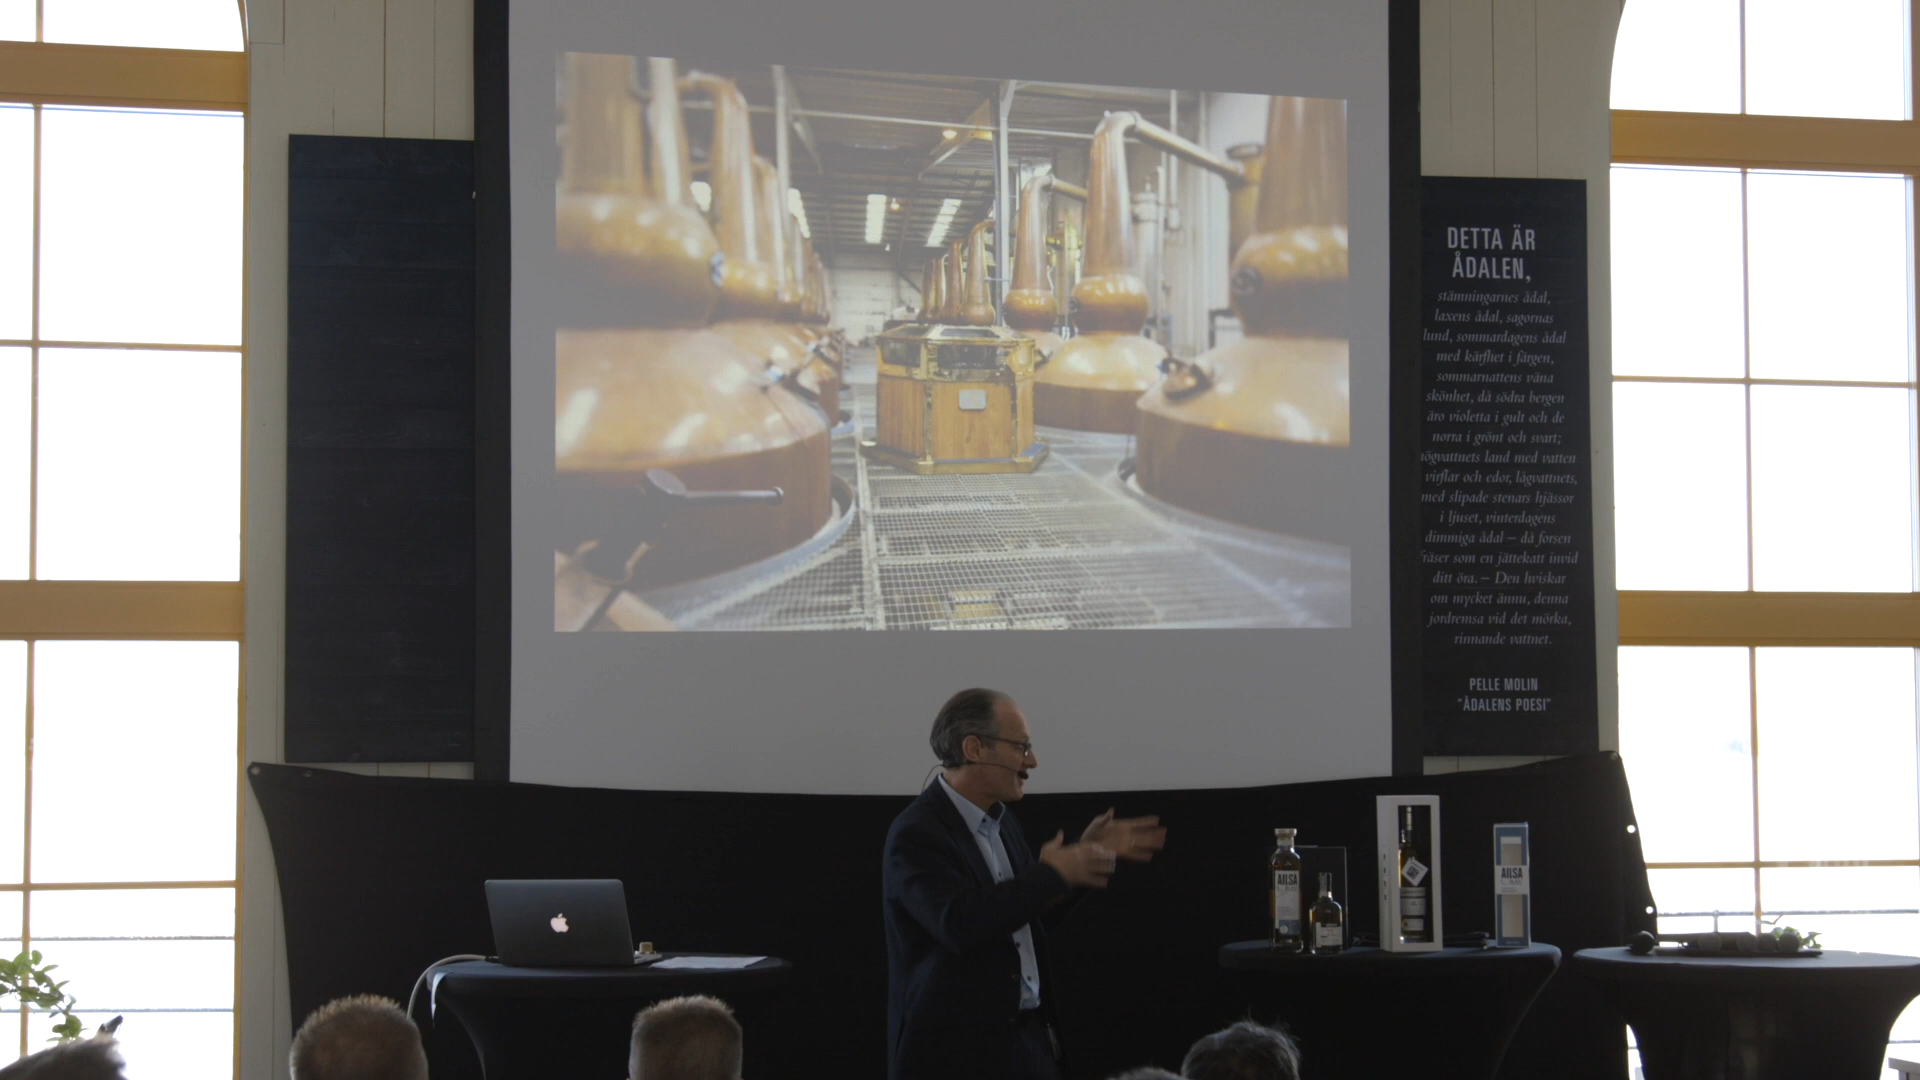 DETTA ÄR
ÅDALEN,
stämningarnes ådal,
laxens ådal, sagornas
lund, sommardagens ådal
med kärfhet i färgen,
sommarnattens väna
skönhet, då södra bergen
äro violetta i gult och de
norra i grönt och svart;
högvattnets land med vatten
virflar och edor, lågvattnets,
med slipade stenars hjässor
i ljuset, vinterdagens
dimmiga ådal – då forsen
fräser som en jättekatt invid
ditt öra. – Den hviskar
om mycket ännu, denna
jordremsa vid det mörka,
rinnande vattnet.
PELLE MOLIN
"ÅDALENS POESI"
AILSA
AILSA